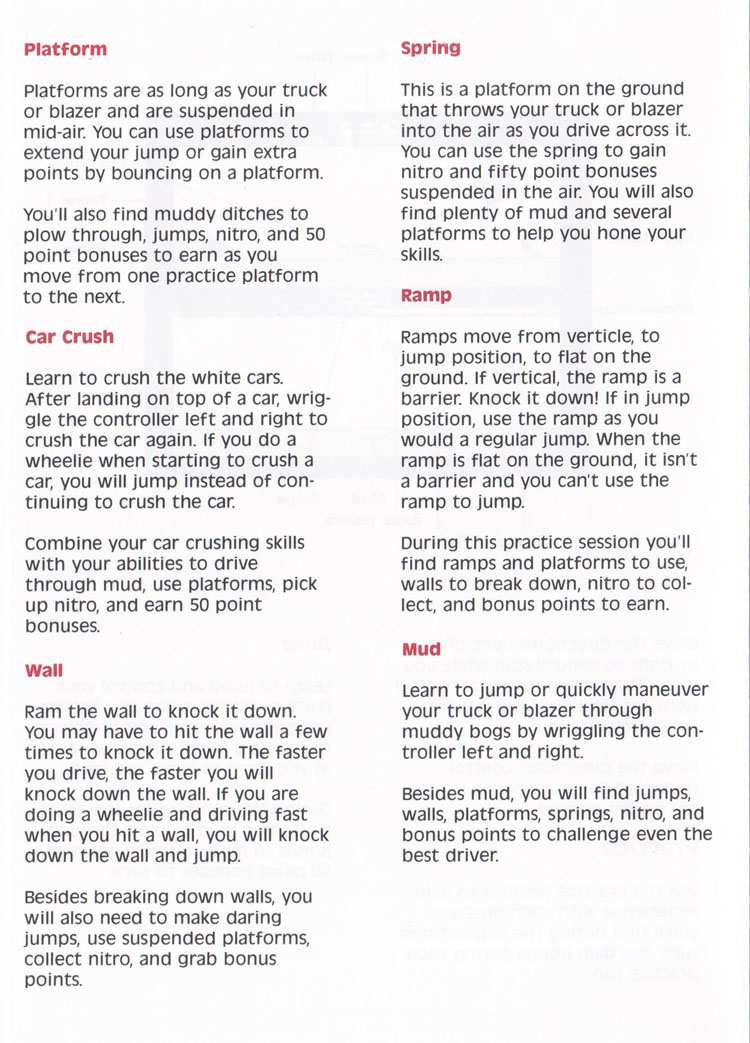 Platform
Platforms are as long as your truck
or blazer and are suspended in
mid-air. You can use platforms to
extend your jump or gain extra
points by bouncing on a platform.
You'll also find muddy ditches to
plow through, jumps, nitro, and 50
point bonuses to earn as you
move from one practice platform
to the next.
Car Crush
Learn to crush the white cars.
After landing on top of a car, wrig-
gle the controller left and right to
crush the car again. If you do a
wheelie when starting to crush a
car, you will jump instead of con-
tinuing to crush the car.
Combine your car crushing skills
with your abilities to drive
through mud, use platforms, pick
up nitro, and earn 50 point
bonuses.
Wall
Ram the wall to knock it down.
You may have to hit the wall a few
times to knock it down. The faster
you drive, the faster you will
knock down the wall. If you are
doing a wheelie and driving fast
when you hit a wall, you will knock
down the wall and jump.
Besides breaking down walls, you
will also need to make daring
jumps, use suspended platforms,
collect nitro, and grab bonus
points.
Spring
This is a platform on the ground
that throws your truck or blazer
into the air as you drive across it.
You can use the spring to gain
nitro and fifty point bonuses
suspended in the air. You will also
find plenty of mud and several
platforms to help you hone your
skills.
Ramp
Ramps move from verticle, to
jump position, to flat on the
ground. If vertical, the ramp is a
barrier. Knock it down! If in jump
position, use the ramp as you
would a regular jump. When the
ramp is flat on the ground, it isn't
a barrier and you can't use the
ramp to jump.
During this practice session you'll
find ramps and platforms to use,
walls to break down, nitro to col-
lect, and bonus points to earn.
Mud
Learn to jump or quickly maneuver
your truck or blazer through
muddy bogs by wriggling the con-
troller left and right.
Besides mud, you will find jumps,
walls, platforms, springs, nitro, and
bonus points to challenge even the
best driver.